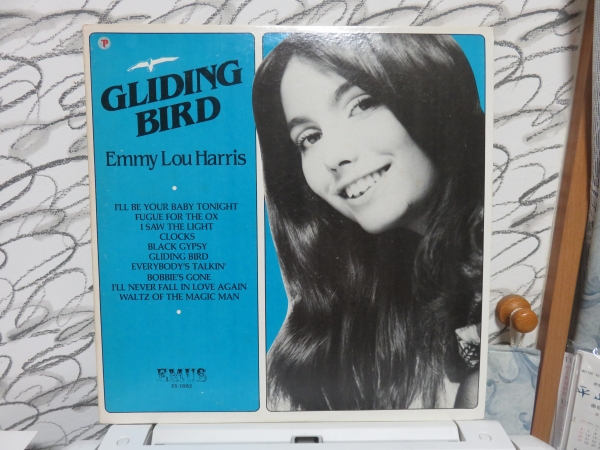 GLIDING
BIRD
Emmy Lou Harris
I'LL BE YOUR BABY TONIGHT
FUGUE FOR THE OX
I SAW THE LIGHT
CLOCKS
BLACK GYPSY
GLIDING BIRD
EVERYBODY'S TALKIN'
BOBBIE'S GONE
I'LL NEVER FALL IN LOVE AGAIN
WALTZ OF THE MAGIC MAN
EMUS